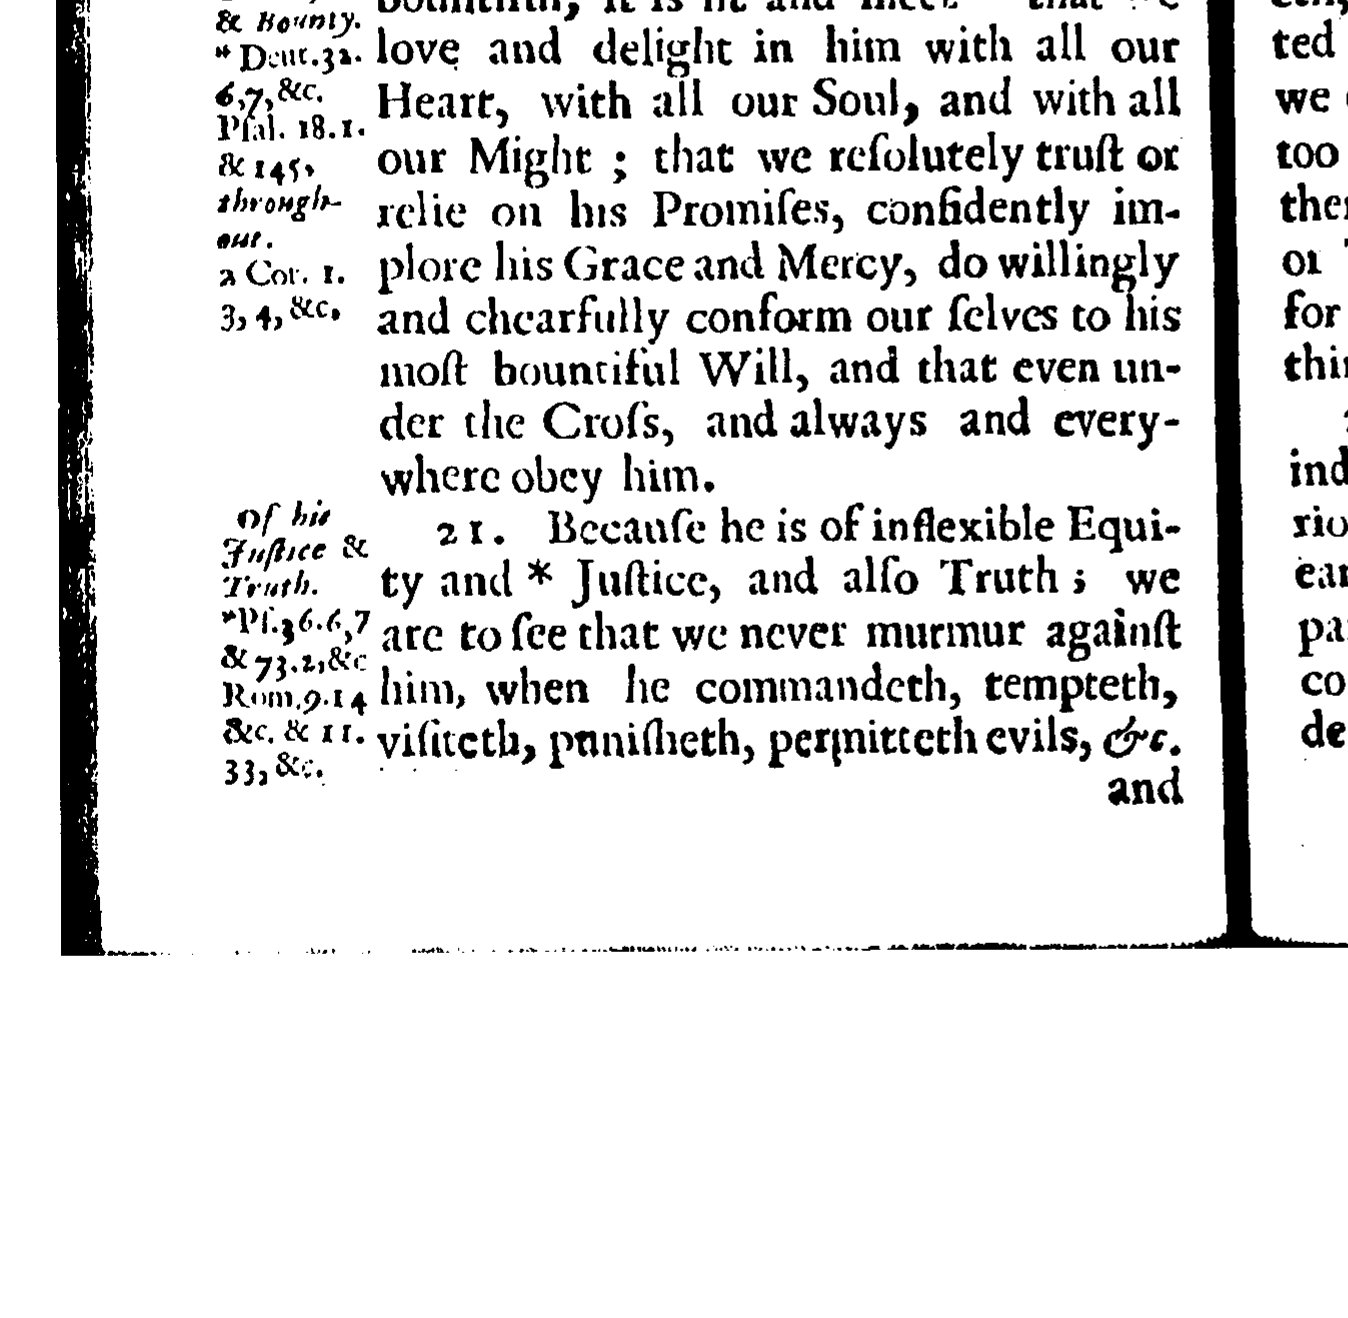 & Bounty.
* Deut.32.
6,7,&c.
Pſal. 18.1.
& 145,
through-
out.
2 Cor. 1.
3, 4, &c.
love and delight in him with all our
Heart, with all our Soul, and with all
our Might ; that we reſolutely truſt or
relie on his Promiſes, confidently im-
plore his Grace and Mercy, do willingly
and chearfully conform our ſelves to his
moſt bountiful Will, and that even un-
der the Croſs, and always and every-
where obey him.
Of his
Juſtice &
Truth.
*Pſ.36.6,7
& 73.2,&c
Rom.9.14
&c. & 11.
33, &c.
21. Becauſe he is of inflexible Equi-
ty and * Juſtice, and alſo Truth ; we
are to ſee that we never murmur againſt
him, when he commandeth, tempteth,
viſiteth, puniſheth, permitteth evils, &c.
and
ted
we
too
for
ind
co
de